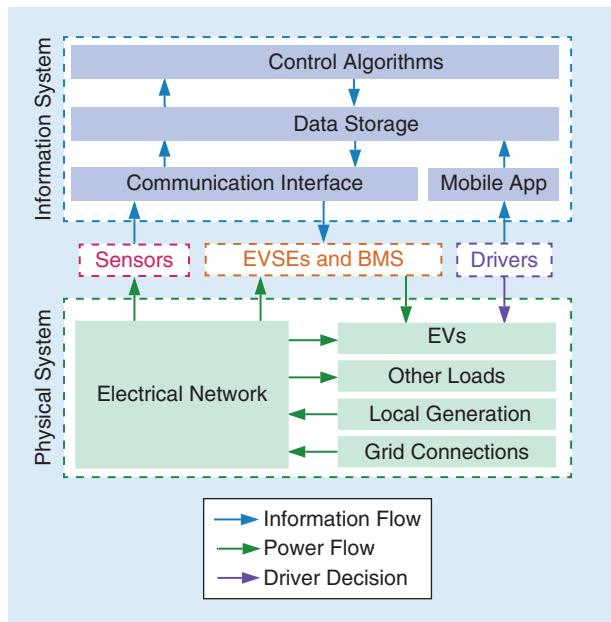 Information System
Control Algorithms
Data Storage
Communication Interface
Mobile App
Sensors
EVSEs and BMS
Drivers
Physical System
Electrical Network
EVs
Other Loads
Local Generation
Grid Connections
Information Flow
Power Flow
Driver Decision